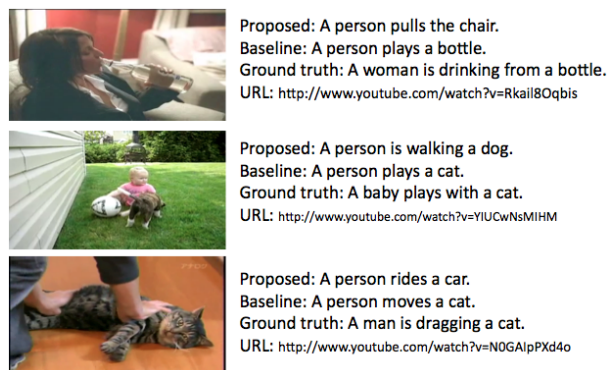 Proposed: A person pulls the chair.
Baseline: A person plays a bottle.
Ground truth: A woman is drinking from a bottle.
URL: http://www.youtube.com/watch?v=Rkail8Oqbis
Proposed: A person is walking a dog.
Baseline: A person plays a cat.
Ground truth: A baby plays with a cat.
URL: http://www.youtube.com/watch?v=YIUCwNsMIHM
Proposed: A person rides a car.
Baseline: A person moves a cat.
Ground truth: A man is dragging a cat.
URL: http://www.youtube.com/watch?v=N0GAlpPXd4o